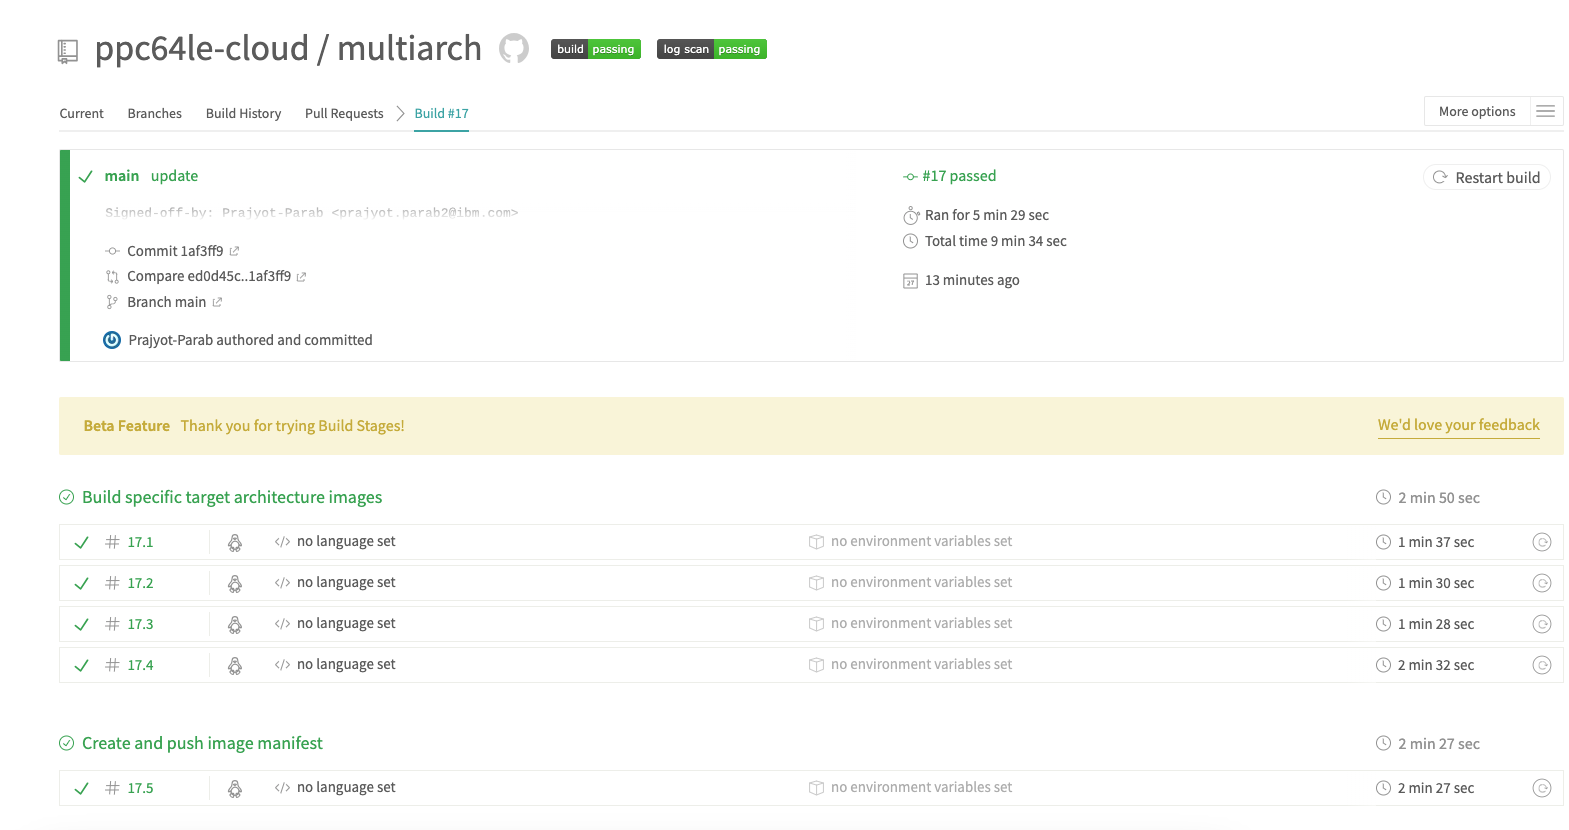 ppc64le-cloud / multiarch build passing log scan passing
Current Branches Build History Pull Requests Build #17 More options
main update #17 passed Restart build
Signed-off-by: Prajyot-Parab <prajyot.parab2@ibm.com>
Ran for 5 min 29 sec
Total time 9 min 34 sec
Commit 1af3ff9
Compare ed0d45c..1af3ff9
13 minutes ago
Branch main
Prajyot-Parab authored and committed
Beta Feature Thank you for trying Build Stages! We'd love your feedback
Build specific target architecture images 2 min 50 sec
# 17.1 </> no language set no environment variables set 1 min 37 sec
# 17.2 </> no language set no environment variables set 1 min 30 sec
# 17.3 </> no language set no environment variables set 1 min 28 sec
# 17.4 </> no language set no environment variables set 2 min 32 sec
Create and push image manifest 2 min 27 sec
# 17.5 </> no language set no environment variables set 2 min 27 sec